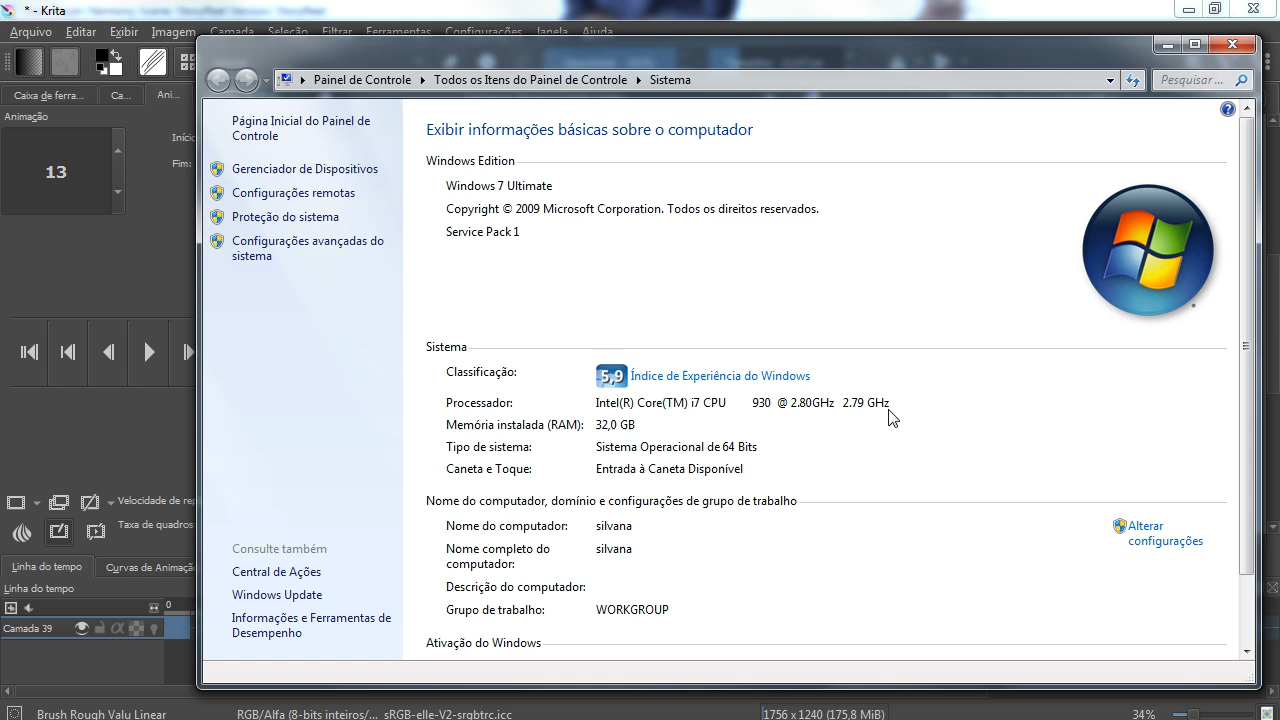 * - Krita
Arquivo Editar Exibir Imagem Camada Seleção Filtrar Ferramentas Configurações Janela Ajuda
Painel de Controle Todos os Itens do Painel de Controle Sistema
Pesquisar ...
Caixa de ferra... Ca... Ani...
Animação
Iníc
Fim:
13
Página Inicial do Painel de
Controle
Gerenciador de Dispositivos
Configurações remotas
Proteção do sistema
Configurações avançadas do
sistema
Exibir informações básicas sobre o computador
Windows Edition
Windows 7 Ultimate
Copyright © 2009 Microsoft Corporation. Todos os direitos reservados.
Service Pack 1
Sistema
Classificação: 5,9 Índice de Experiência do Windows
Processador: Intel(R) Core(TM) i7 CPU 930 @ 2.80GHz 2.79 GHz
Memória instalada (RAM): 32,0 GB
Tipo de sistema: Sistema Operacional de 64 Bits
Caneta e Toque: Entrada à Caneta Disponível
Nome do computador, domínio e configurações de grupo de trabalho
Nome do computador: silvana
Alterar
configurações
Nome completo do
computador: silvana
Descrição do computador:
Grupo de trabalho: WORKGROUP
Ativação do Windows
Consulte também
Central de Ações
Windows Update
Informações e Ferramentas de
Desempenho
Velocidade de re
Taxa de quadros
Linha do tempo Curvas de Animaçã
Linha do tempo
0
Camada 39
Brush Rough Valu Linear RGB/Alfa (8-bits inteiros/... sRGB-elle-V2-srgbtrc.icc 1756 x 1240 (175,8 MiB) 34%